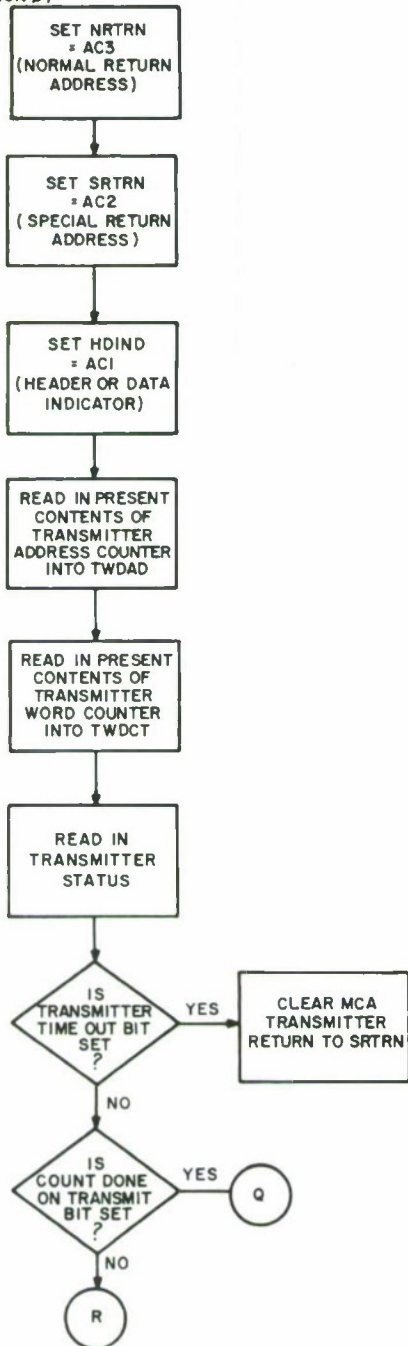 SET NRTRN
= AC3
(NORMAL RETURN
ADDRESS)
SET SRTRN
= AC2
(SPECIAL RETURN
ADDRESS)
SET HDIND
= AC1
(HEADER OR DATA
INDICATOR)
READ IN PRESENT
CONTENTS OF
TRANSMITTER
ADDRESS COUNTER
INTO TWDAD
READ IN PRESENT
CONTENTS OF
TRANSMITTER
WORD COUNTER
INTO TWDCT
READ IN
TRANSMITTER
STATUS
IS
TRANSMITTER
TIME OUT BIT
SET
?
YES
CLEAR MCA
TRANSMITTER
RETURN TO SRTRN
NO
IS
COUNT DONE
ON TRANSMIT
BIT SET
?
YES
Q
NO
R